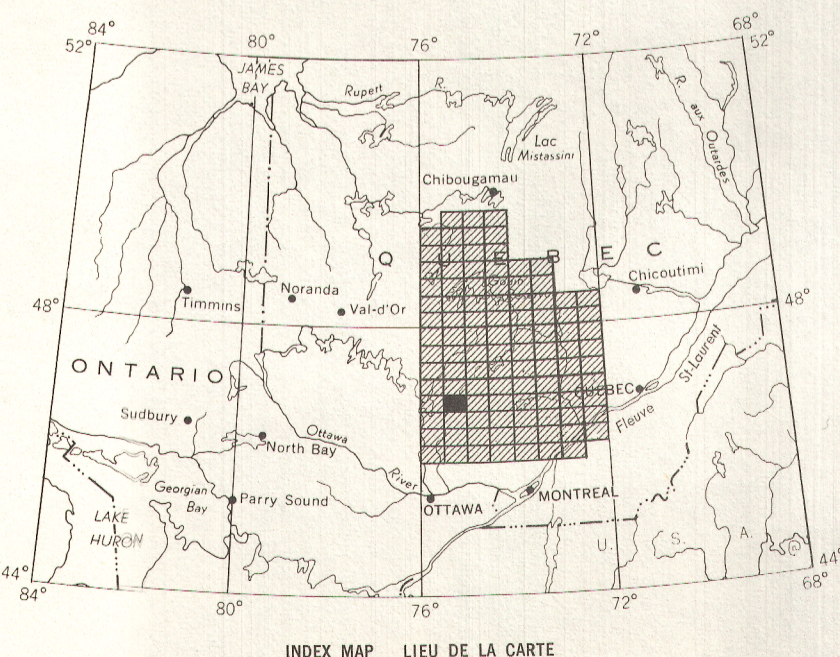 84° 80° 76° 72° 68°
52° 52°
JAMES
BAY
Rupert R.
R. aux Outardes
Lac
Mistassini
Chibougamau
Q U E B E C
Gouin
Chicoutimi
Noranda
Timmins
Val-d'Or
48° 48°
ONTARIO
St-Laurent
Fleuve
QUÉBEC
Sudbury
Ottawa
River
North Bay
Georgian
Bay
Parry Sound
OTTAWA
MONTREAL
LAKE
HURON
U. S. A.
44° 44°
84° 80° 76° 72° 68°
INDEX MAP LIEU DE LA CARTE